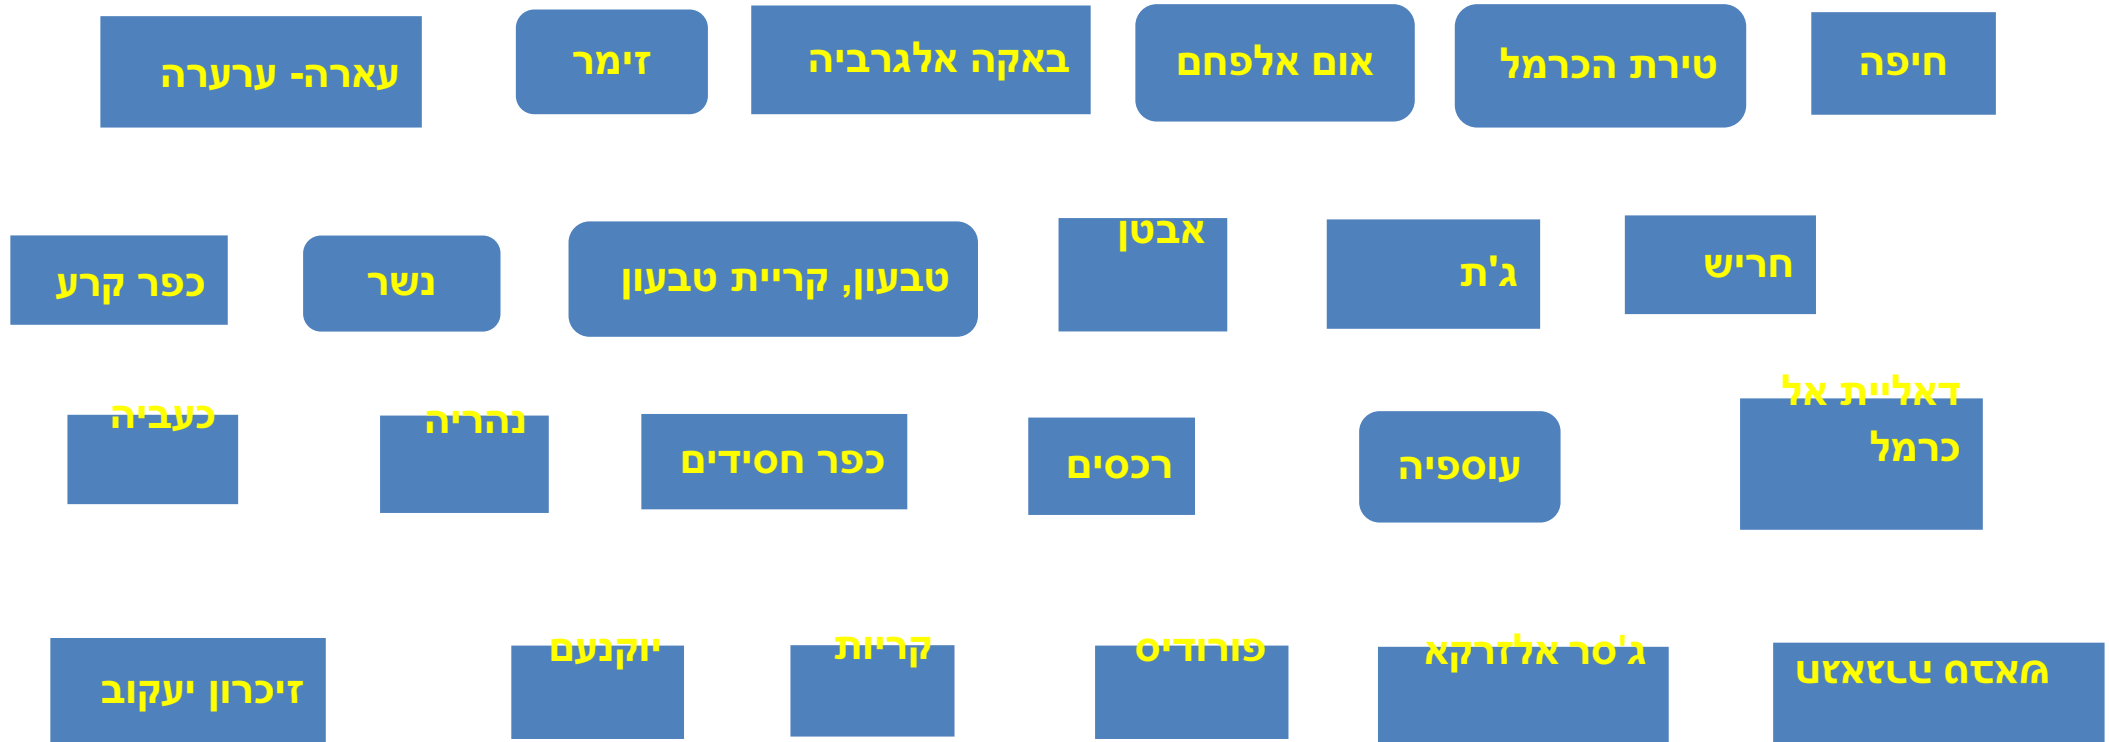 חיפה
טירת הכרמל
אום אלפחם
באקה אלגרביה
זימר
עארה- ערערה
חריש
ג'ת
אבטן
טבעון, קריית טבעון
נשר
כפר קרע
דאליית אל
כרמל
עוספיה
רכסים
כפר חסידים
נהריה
כעביה
ג'סר אלזרקא
פורודיס
קריות
יוקנעם
זיכרון יעקוב